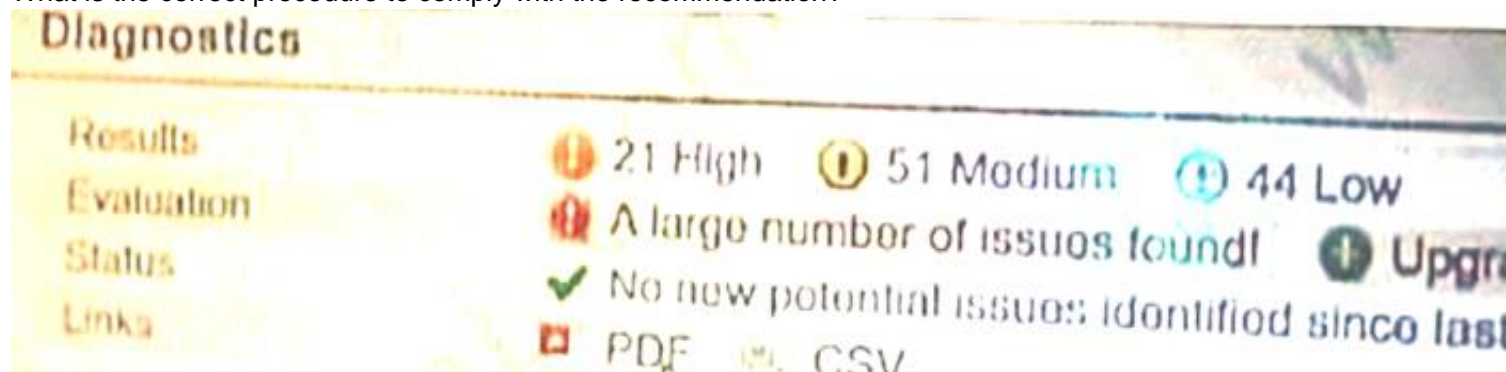 Diagnostics
Results
21 High 51 Medium 44 Low
Evaluation
A large number of issues found!
Status
No new potential issues identified since last
Links
PDF CSV